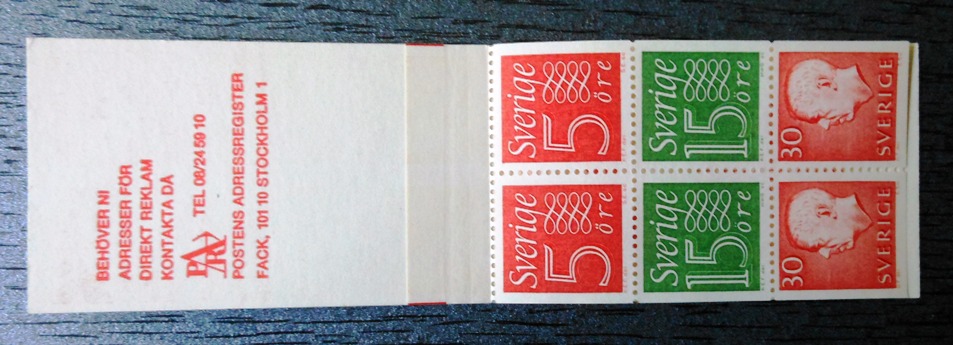 BEHÖVER NI
ADRESSER FÖR
DIREKT REKLAM
KONTAKTA DÅ
PAR TEL 08/24 59 10
POSTENS ADRESSREGISTER
FACK, 101 10 STOCKHOLM 1
Sverige
5 öre
Sverige
15 öre
30
SVERIGE
Sverige
5 öre
Sverige
15 öre
30
SVERIGE